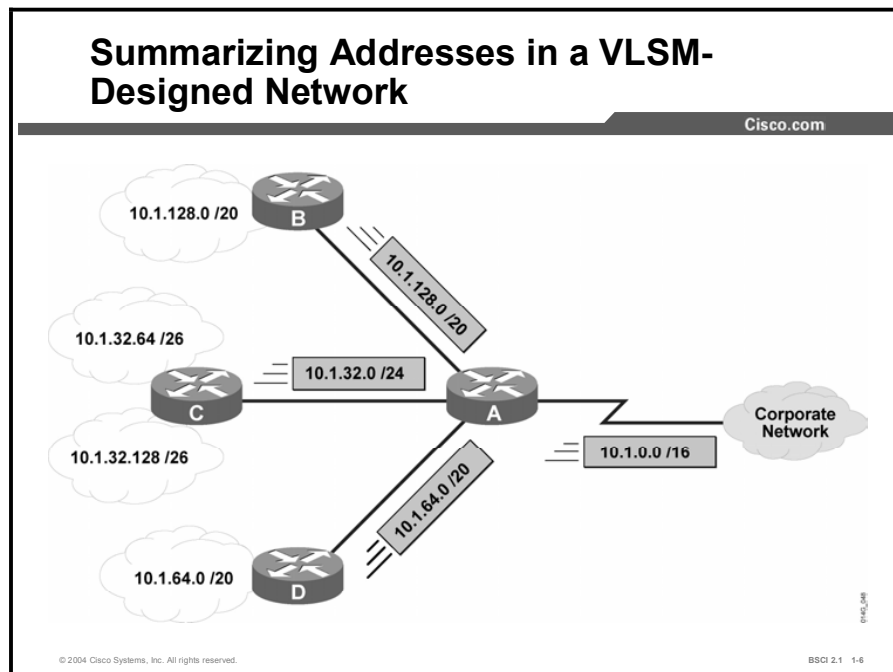 Summarizing Addresses in a VLSM-
Designed Network
Cisco.com
10.1.128.0 /20
B
10.1.128.0 /20
10.1.32.64 /26
10.1.32.0 /24
C
A
Corporate
Network
10.1.0.0 /16
10.1.32.128 /26
10.1.64.0 /20
10.1.64.0 /20
D
014G_046
© 2004 Cisco Systems, Inc. All rights reserved.
BSCI 2.1 1-6